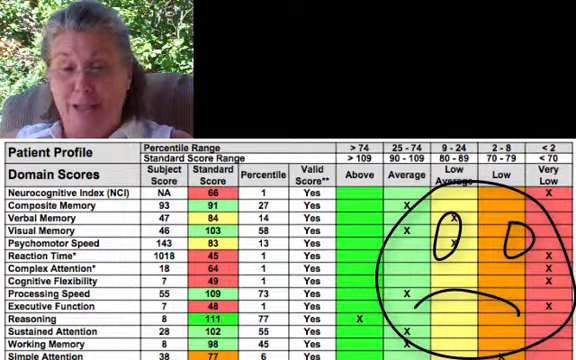 Patient Profile Percentile Range > 74 25 - 74 9 - 24 2 - 8 < 2
Standard Score Range > 109 90 - 109 80 - 89 70 - 79 < 70
Domain Scores Subject Score Standard Score Percentile Valid Score** Above Average Low Average Low Very Low
Neurocognitive Index (NCI) NA 66 1 Yes X
Composite Memory 93 91 27 Yes X
Verbal Memory 47 84 14 Yes X
Visual Memory 46 103 58 Yes X
Psychomotor Speed 143 83 13 Yes X
Reaction Time* 1018 45 1 Yes X
Complex Attention* 18 64 1 Yes X
Cognitive Flexibility 7 49 1 Yes X
Processing Speed 55 109 73 Yes X
Executive Function 7 48 1 Yes X
Reasoning 8 111 77 Yes X
Sustained Attention 28 102 55 Yes X
Working Memory 8 98 45 Yes X
Simple Attention 38 77 6 Yes X